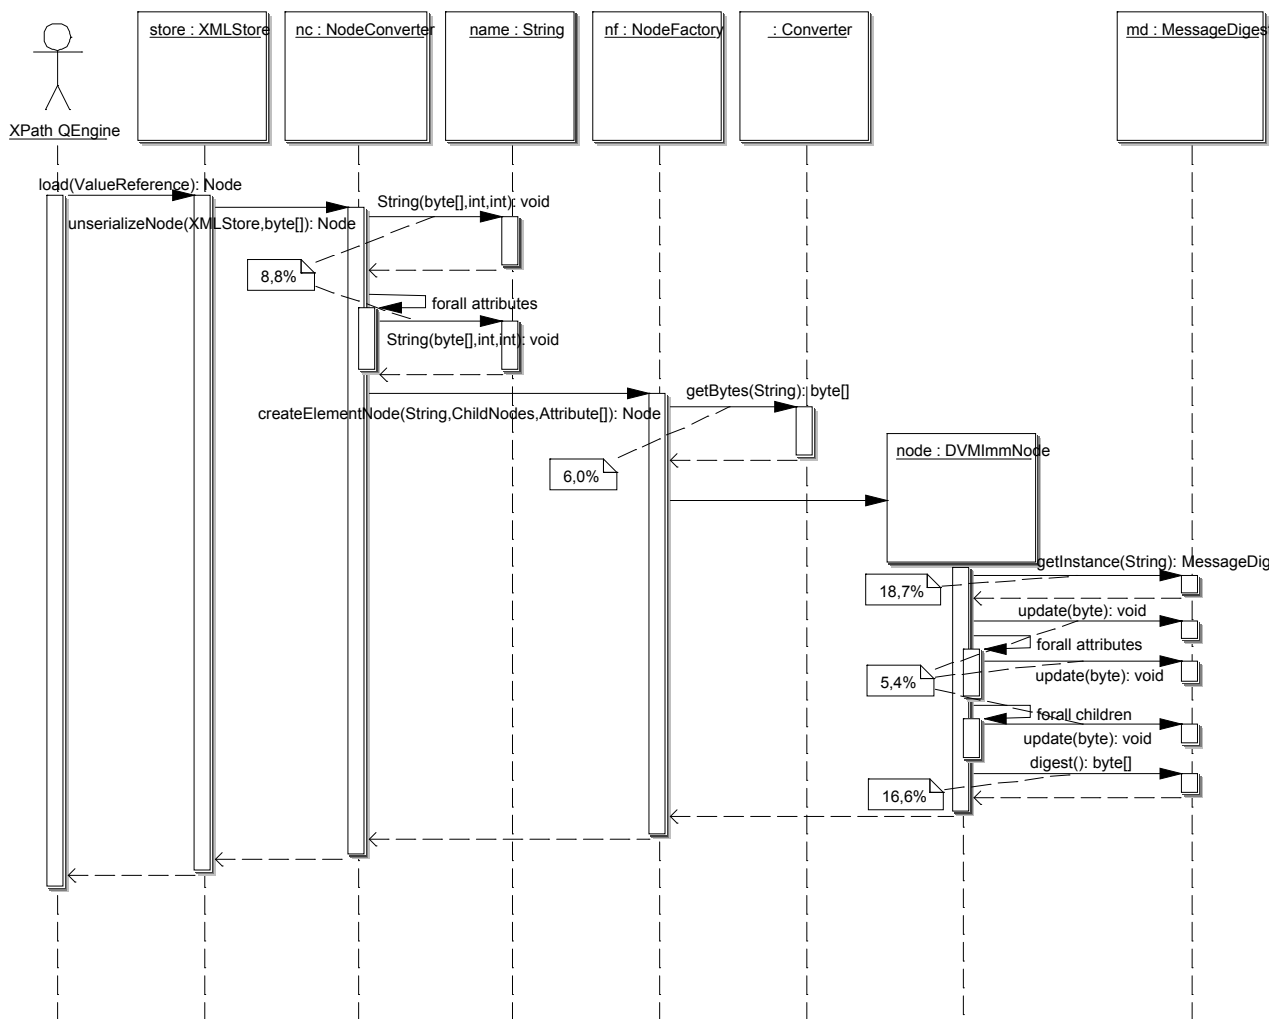 store : XMLStore
nc : NodeConverter
name : String
nf : NodeFactory
: Converter
md : MessageDiges
XPath QEngine
load(ValueReference): Node
unserializeNode(XMLStore,byte[]): Node
String(byte[],int,int): void
8,8%
forall attributes
String(byte[],int,int): void
createElementNode(String,ChildNodes,Attribute[]): Node
getBytes(String): byte[]
6,0%
node : DVMImmNode
getInstance(String): MessageDig
18,7%
update(byte): void
forall attributes
update(byte): void
5,4%
forall children
update(byte): void
digest(): byte[]
16,6%